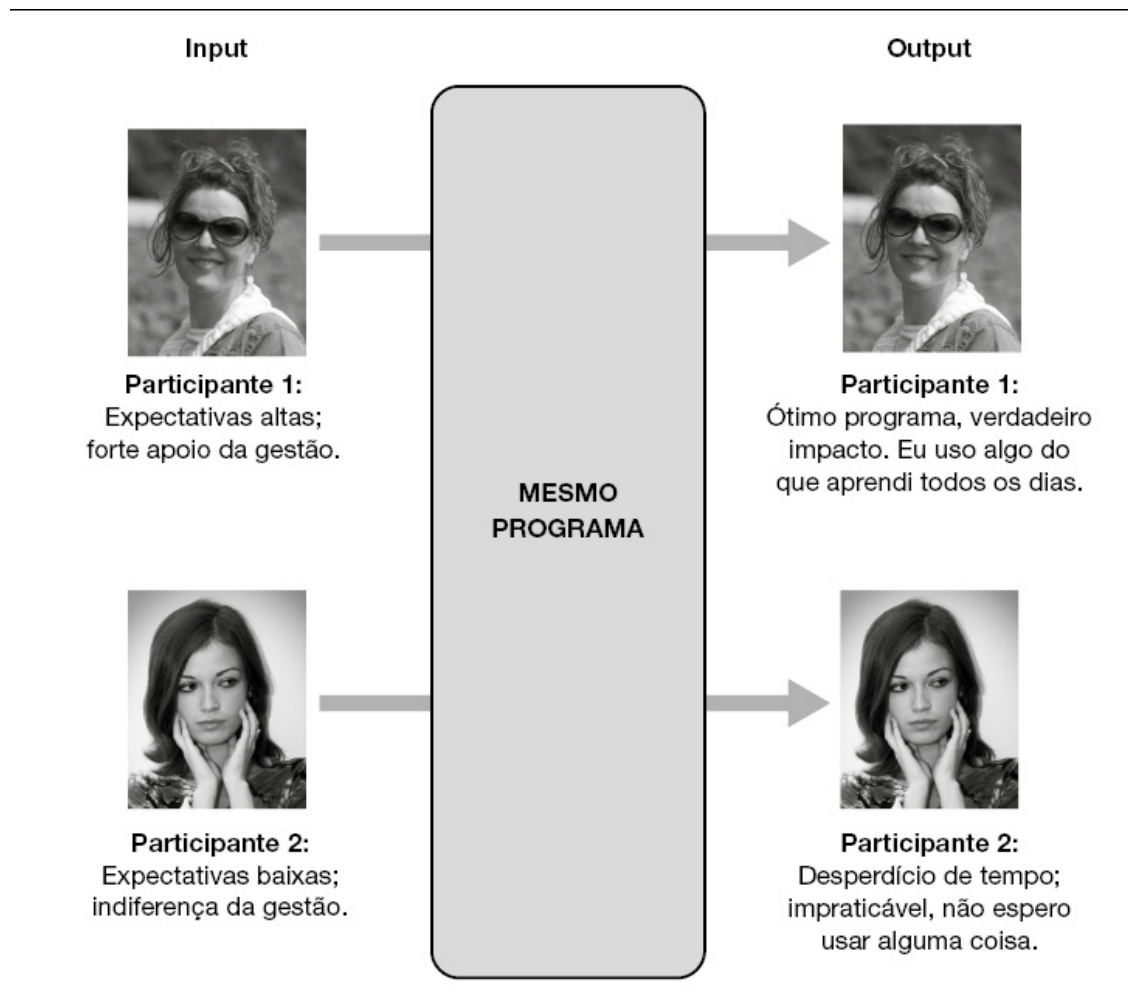 Input
Output
Participante 1:
Expectativas altas;
forte apoio da gestão.
MESMO
PROGRAMA
Participante 1:
Ótimo programa, verdadeiro
impacto. Eu uso algo do
que aprendi todos os dias.
Participante 2:
Expectativas baixas;
indiferença da gestão.
Participante 2:
Desperdício de tempo;
impraticável, não espero
usar alguma coisa.